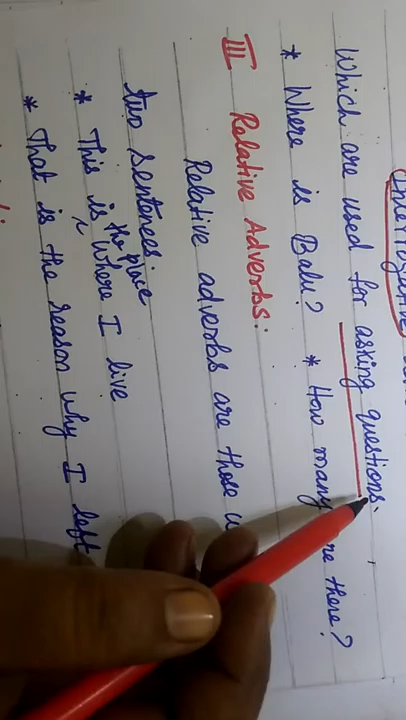 Which are used for asking questions.
* Where is Balu? * How many are there?
III Relative Adverbs:
Relative adverbs are those
two sentences.
* This is the place where I live
* That is the reason why I left